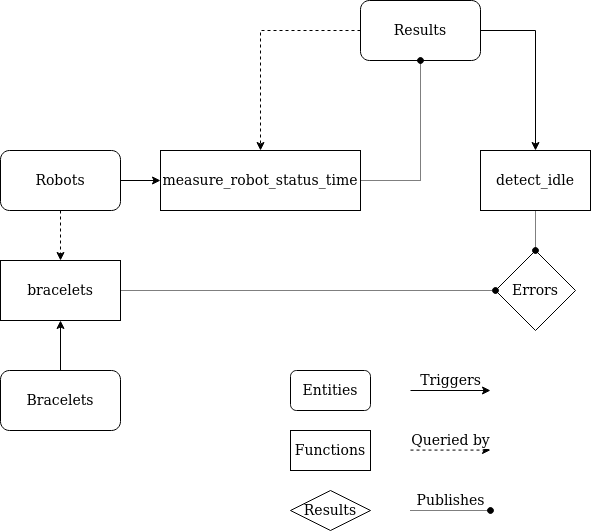 Results
Robots
measure_robot_status_time
detect_idle
bracelets
Errors
Bracelets
Entities
Triggers
Functions
Queried by
Results
Publishes